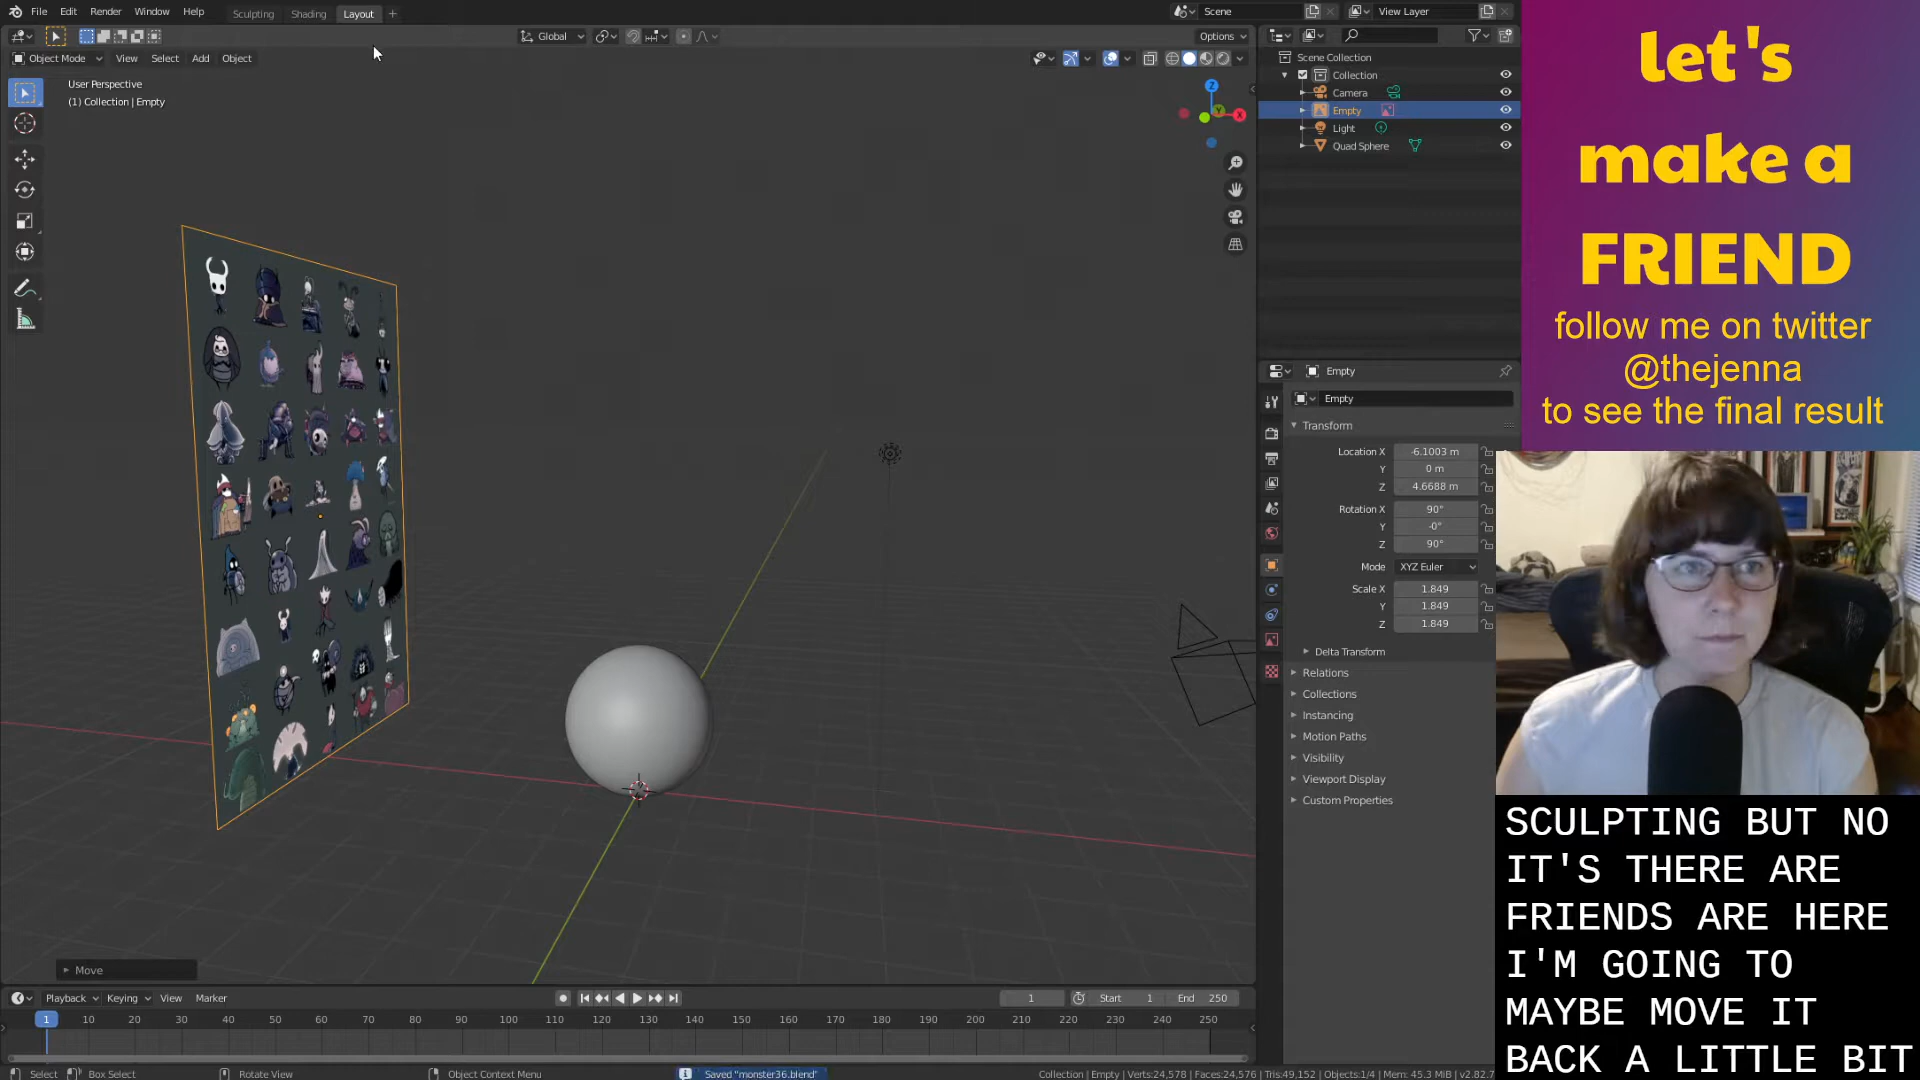 File Edit Render Window Help Sculpting Shading Layout + Scene View Layer
Global Options
Object Mode View Select Add Object
User Perspective
(1) Collection | Empty
Z
Y
X
Scene Collection
Collection
Camera
Empty
Light
Quad Sphere
Empty
Empty
Transform
Location X -6.1003 m
Y 0 m
Z 4.6688 m
Rotation X 90°
Y -0°
Z 90°
Mode XYZ Euler
Scale X 1.849
Y 1.849
Z 1.849
Delta Transform
Relations
Collections
Instancing
Motion Paths
Visibility
Viewport Display
Custom Properties
Move
Playback Keying View Marker 1 Start 1 End 250
1 10 20 30 40 50 60 70 80 90 100 110 120 130 140 150 160 170 180 190 200 210 220 230 240 250
Select Box Select Rotate View Object Context Menu Saved "monster36.blend" Collection | Empty | Verts:24,578 | Faces:24,576 | Tris:49,152 | Objects:1/4 | Mem: 45.3 MiB | v2.82.7
let's
make a
FRIEND
follow me on twitter
@thejenna
to see the final result
SCULPTING BUT NO
IT'S THERE ARE
FRIENDS ARE HERE
I'M GOING TO
MAYBE MOVE IT
BACK A LITTLE BIT